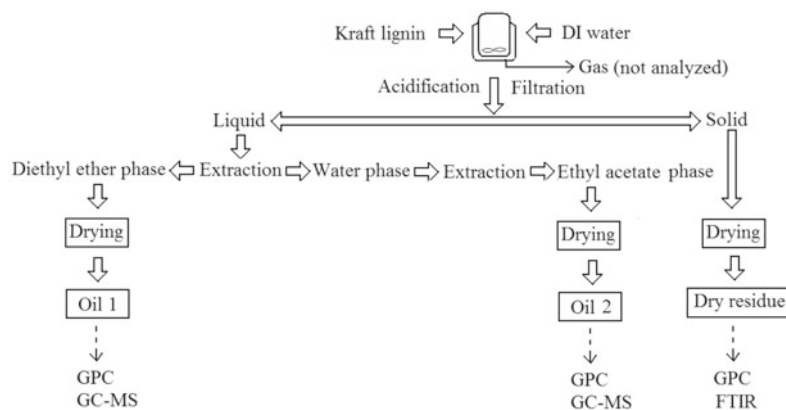 Kraft lignin
DI water
Gas (not analyzed)
Acidification
Filtration
Liquid
Solid
Diethyl ether phase
Extraction
Water phase
Extraction
Ethyl acetate phase
Drying
Drying
Drying
Oil 1
Oil 2
Dry residue
GPC
GC-MS
GPC
GC-MS
GPC
FTIR